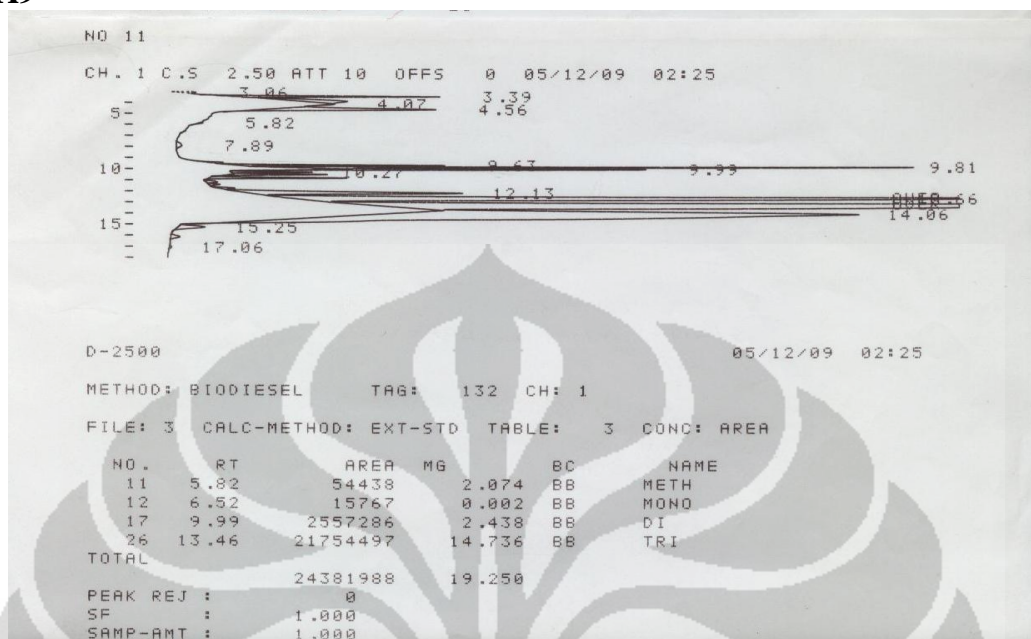 NO 11
CH. 1 C.S 2.50 ATT 10 OFFS 0 05/12/09 02:25
3.06 3.39
4.07 4.56
5
5.82
7.89
9.63
10 10.27 9.99 9.81
12.13
14.06
15 15.25
17.06
D-2500 05/12/09 02:25
METHOD: BIODIESEL TAG: 132 CH: 1
FILE: 3 CALC-METHOD: EXT-STD TABLE: 3 CONC: AREA
NO. RT AREA MG BC NAME
11 5.82 54438 2.074 BB METH
12 6.52 15767 0.002 BB MONO
17 9.99 2557286 2.438 BB DI
26 13.46 21754497 14.736 BB TRI
TOTAL
24381988 19.250
PEAK REJ : 0
SF : 1.000
SAMP-AMT : 1.000